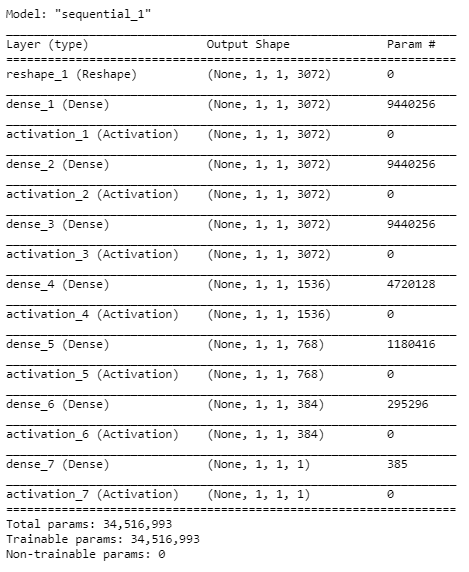 Model: "sequential_1"
Layer (type) Output Shape Param #
reshape_1 (Reshape) (None, 1, 1, 3072) 0
dense_1 (Dense) (None, 1, 1, 3072) 9440256
activation_1 (Activation) (None, 1, 1, 3072) 0
dense_2 (Dense) (None, 1, 1, 3072) 9440256
activation_2 (Activation) (None, 1, 1, 3072) 0
dense_3 (Dense) (None, 1, 1, 3072) 9440256
activation_3 (Activation) (None, 1, 1, 3072) 0
dense_4 (Dense) (None, 1, 1, 1536) 4720128
activation_4 (Activation) (None, 1, 1, 1536) 0
dense_5 (Dense) (None, 1, 1, 768) 1180416
activation_5 (Activation) (None, 1, 1, 768) 0
dense_6 (Dense) (None, 1, 1, 384) 295296
activation_6 (Activation) (None, 1, 1, 384) 0
dense_7 (Dense) (None, 1, 1, 1) 385
activation_7 (Activation) (None, 1, 1, 1) 0
Total params: 34,516,993
Trainable params: 34,516,993
Non-trainable params: 0